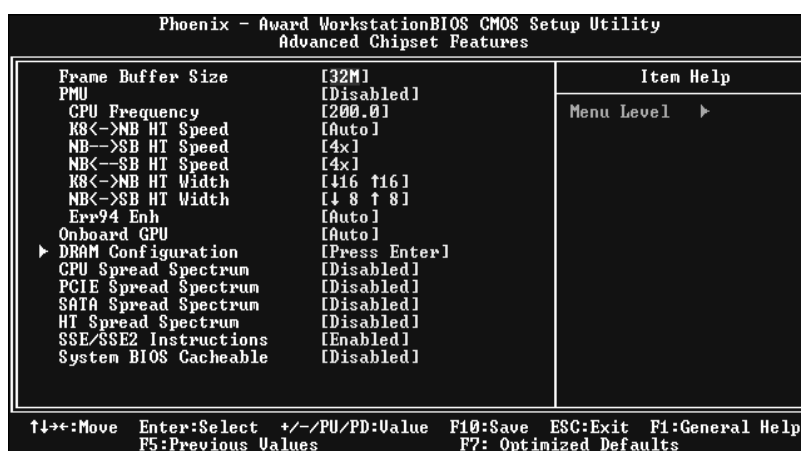 Phoenix - Award WorkstationBIOS CMOS Setup Utility
Advanced Chipset Features
Frame Buffer Size [32M]
PMU [Disabled]
CPU Frequency [200.0]
K8<->NB HT Speed [Auto]
NB-->SB HT Speed [4x]
NB<--SB HT Speed [4x]
K8<->NB HT Width [↓16 ↑16]
NB<->SB HT Width [↓ 8 ↑ 8]
Err94 Enh [Auto]
Onboard GPU [Auto]
▶ DRAM Configuration [Press Enter]
CPU Spread Spectrum [Disabled]
PCIE Spread Spectrum [Disabled]
SATA Spread Spectrum [Disabled]
HT Spread Spectrum [Disabled]
SSE/SSE2 Instructions [Enabled]
System BIOS Cacheable [Disabled]
Item Help
Menu Level ▶
↑↓→←:Move Enter:Select +/-/PU/PD:Value F10:Save ESC:Exit F1:General Help
F5:Previous Values F7: Optimized Defaults